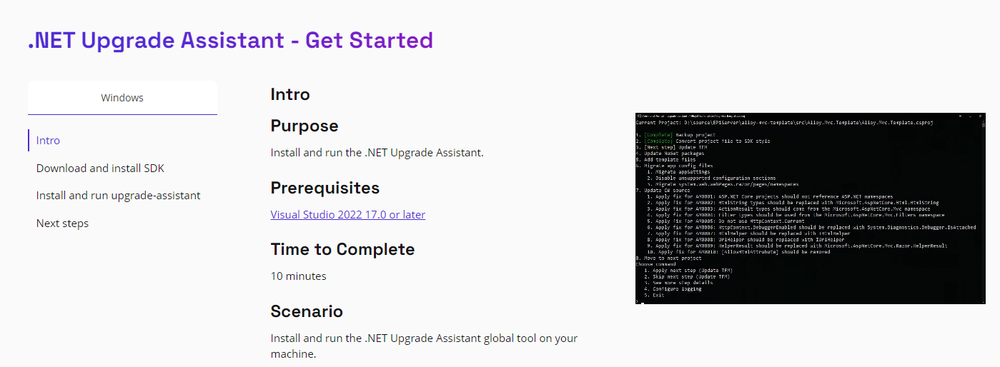 .NET Upgrade Assistant - Get Started
Windows
Intro
Download and install SDK
Install and run upgrade-assistant
Next steps
Intro
Purpose
Install and run the .NET Upgrade Assistant.
Prerequisites
Visual Studio 2022 17.0 or later
Time to Complete
10 minutes
Scenario
Install and run the .NET Upgrade Assistant global tool on your
machine.
Current Project: D:\source\EPiServer\alloy-mvc-template\src\Alloy.Mvc.Template\Alloy.Mvc.Template.csproj
1. [Complete] Backup project
2. [Complete] Convert project file to SDK style
3. [Next step] Update TFM
4. Update NuGet packages
5. Add template files
6. Migrate app config files
1. Migrate appSettings
2. Disable unsupported configuration sections
3. Migrate system.web.webPages.razor/pages/namespaces
7. Update C# source
1. Apply fix for AM0001: ASP.NET Core projects should not reference ASP.NET namespaces
2. Apply fix for AM0002: HtmlString types should be replaced with Microsoft.AspNetCore.Html.HtmlString
3. Apply fix for AM0003: ActionResult types should come from the Microsoft.AspNetCore.Mvc namespace
4. Apply fix for AM0004: Filter types should be used from the Microsoft.AspNetCore.Mvc.Filters namespace
5. Apply fix for AM0005: Do not use HttpContext.Current
6. Apply fix for AM0006: HttpContext.DebuggerEnabled should be replaced with System.Diagnostics.Debugger.IsAttached
7. Apply fix for AM0007: HtmlHelper should be replaced with IHtmlHelper
8. Apply fix for AM0008: UrlHelper should be replaced with IUrlHelper
9. Apply fix for AM0009: HelperResult should be replaced with Microsoft.AspNetCore.Mvc.Razor.HelperResult
10. Apply fix for AM0010: [AllowHtmlAttrubute] should be removed
8. Move to next project
Choose command
1. Apply next step (Update TFM)
2. Skip next step (Update TFM)
3. See more step details
4. Configure logging
5. Exit
>